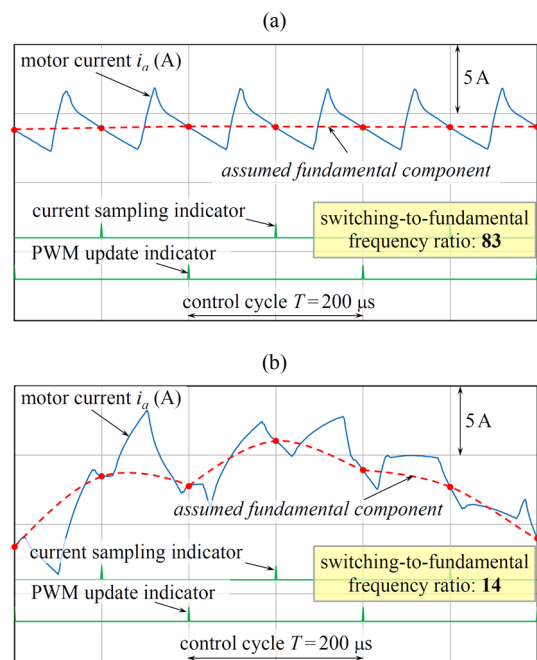 (a)
motor current iₐ (A)
5 A
assumed fundamental component
current sampling indicator
switching-to-fundamental
frequency ratio: 83
PWM update indicator
control cycle T = 200 μs
(b)
motor current iₐ (A)
5 A
assumed fundamental component
current sampling indicator
switching-to-fundamental
frequency ratio: 14
PWM update indicator
control cycle T = 200 μs